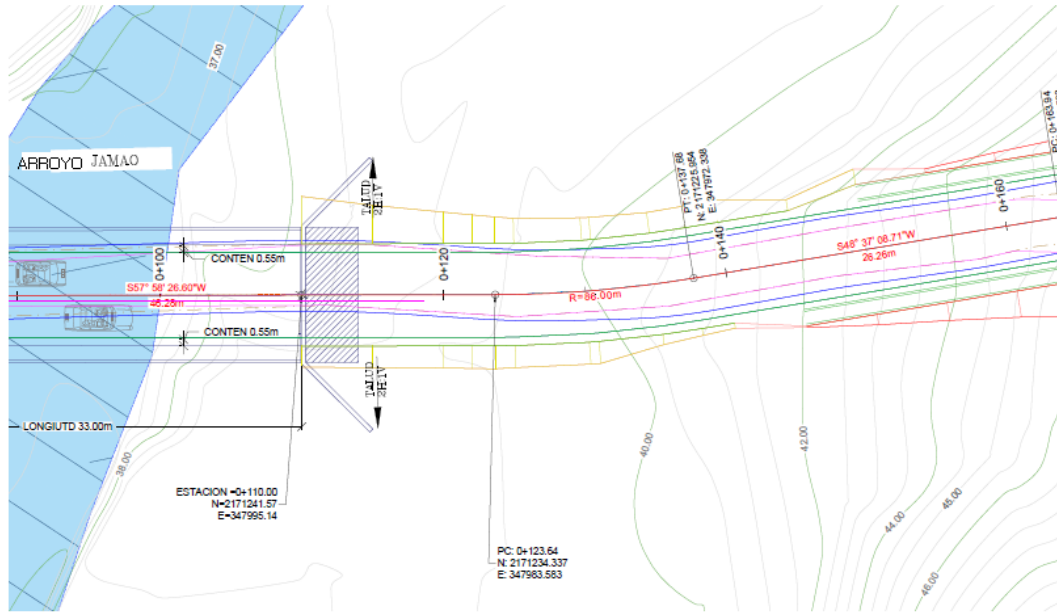 37.00
ARROYO JAMAO
TALUD
2H:1V
PT: 0+137.68
N: 2171225.954
E: 347972.338
PC: 0+163.94
0+100
CONTEN 0.55m
0+120
0+140
0+160
S48° 37' 08.71"W
26.26m
S57° 58' 26.60"W
46.28m
R=86.00m
CONTEN 0.55m
TALUD
2H:1V
LONGIUTD 33.00m
38.00
40.00
42.00
44.00
45.00
46.00
ESTACION =0+110.00
N=2171241.57
E=347995.14
PC: 0+123.64
N: 2171234.337
E: 347983.583